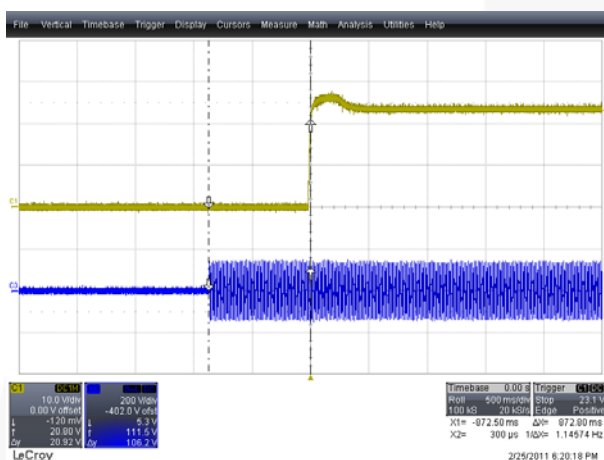 File Vertical Timebase Trigger Display Cursors Measure Math Analysis Utilities Help
C1
C3
C1 DC1M
10.0 V/div
0.00 V offset
-120 mV
20.80 V
Δy 20.92 V
200 V/div
-402.0 V ofst
5.3 V
111.5 V
Δy 106.2 V
Timebase 0.00 s
Roll 500 ms/div
100 kS 20 kS/s
Trigger C1 DC
Stop 23.1 V
Edge Positive
X1= -872.50 ms ΔX= 872.80 ms
X2= 300 µs 1/ΔX= 1.14574 Hz
LeCroy
2/25/2011 6:20:18 PM